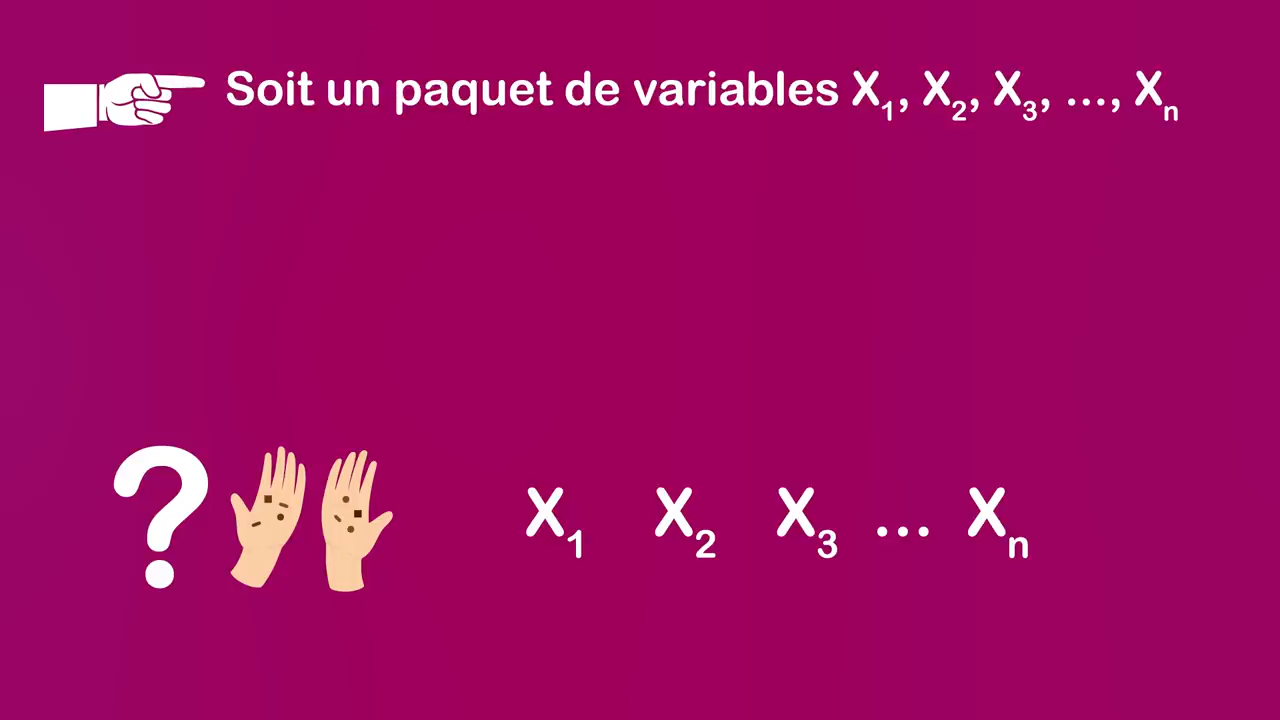 Soit un paquet de variables X₁, X₂, X₃, ..., Xₙ
? X₁ X₂ X₃ ... Xₙ